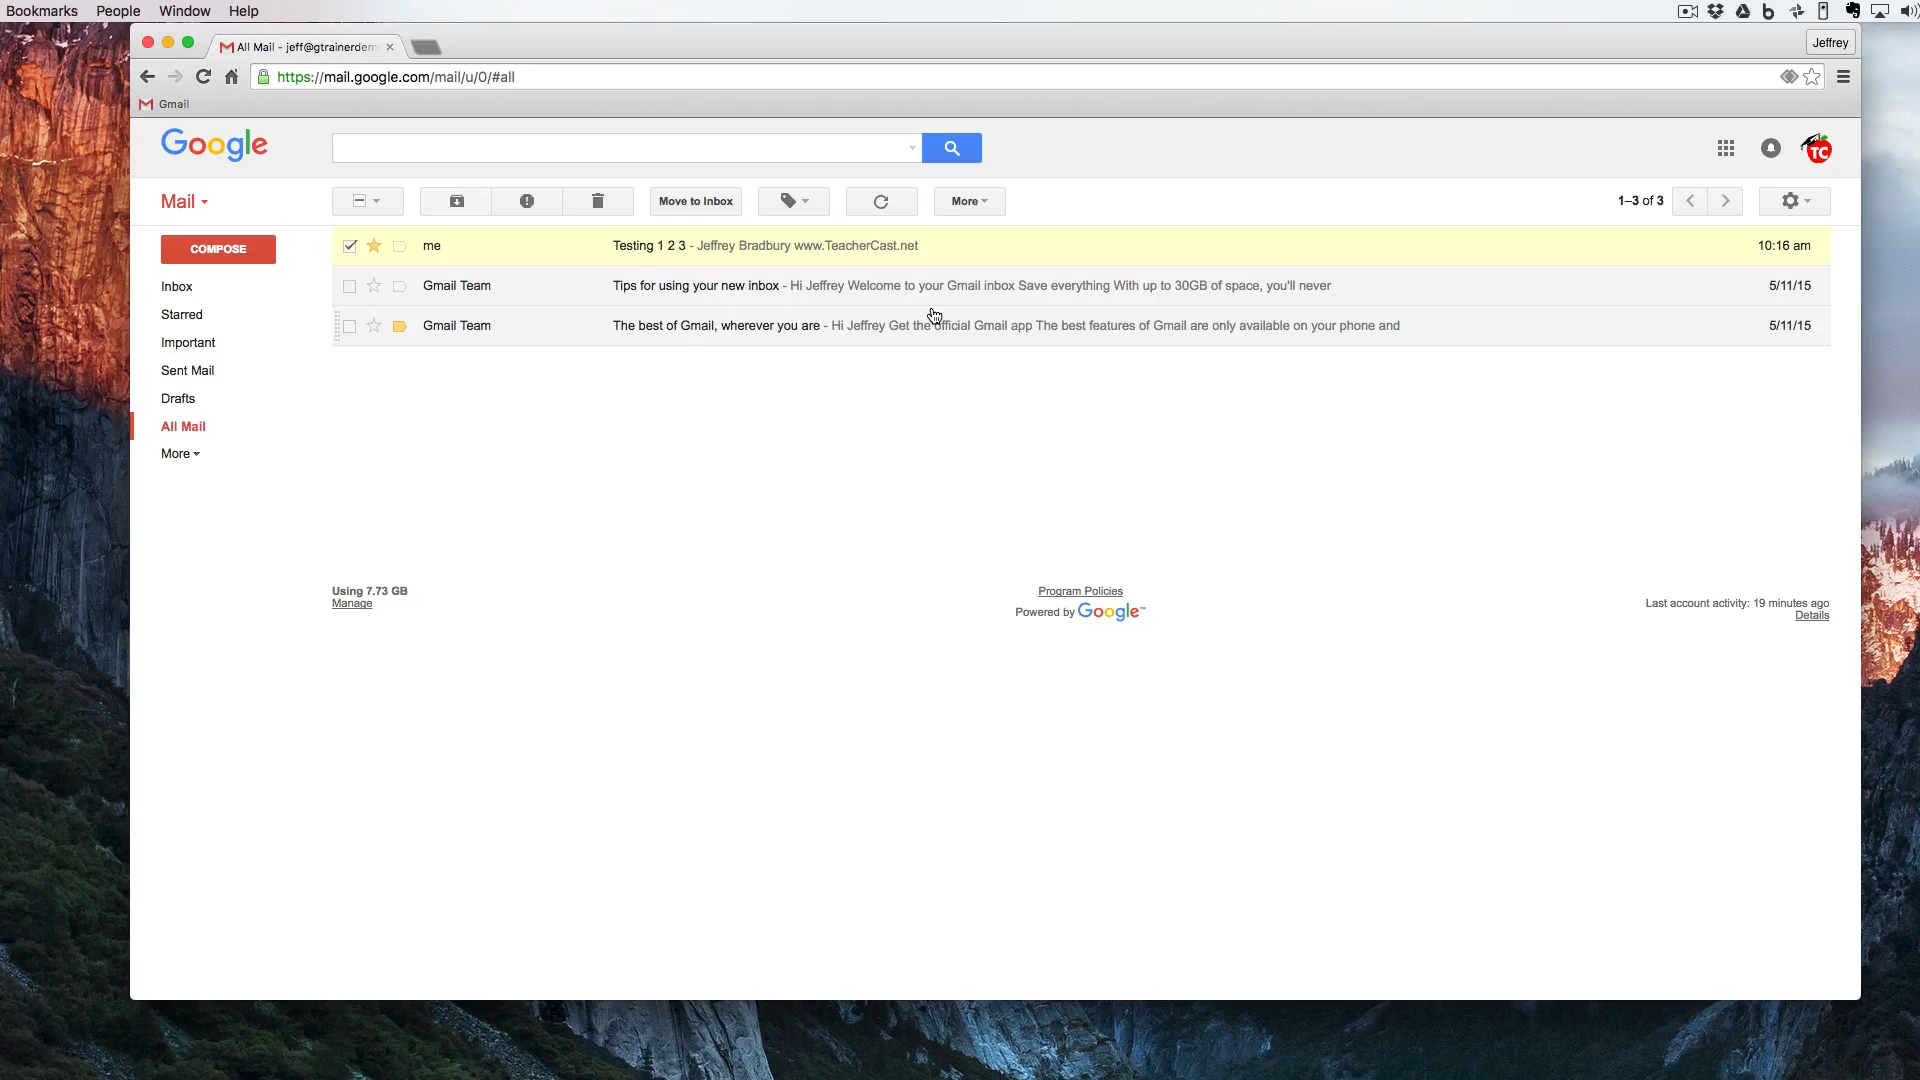 Bookmarks People Window Help
All Mail - jeff@gtrainerdem
Jeffrey
https://mail.google.com/mail/u/0/#all
Gmail
Google
TC
Mail
Move to Inbox
More
1–3 of 3
COMPOSE
me Testing 1 2 3 - Jeffrey Bradbury www.TeacherCast.net 10:16 am
Inbox
Gmail Team Tips for using your new inbox - Hi Jeffrey Welcome to your Gmail inbox Save everything With up to 30GB of space, you'll never 5/11/15
Starred
Gmail Team The best of Gmail, wherever you are - Hi Jeffrey Get the official Gmail app The best features of Gmail are only available on your phone and 5/11/15
Important
Sent Mail
Drafts
All Mail
More
Using 7.73 GB
Manage
Program Policies
Powered by Google™
Last account activity: 19 minutes ago
Details